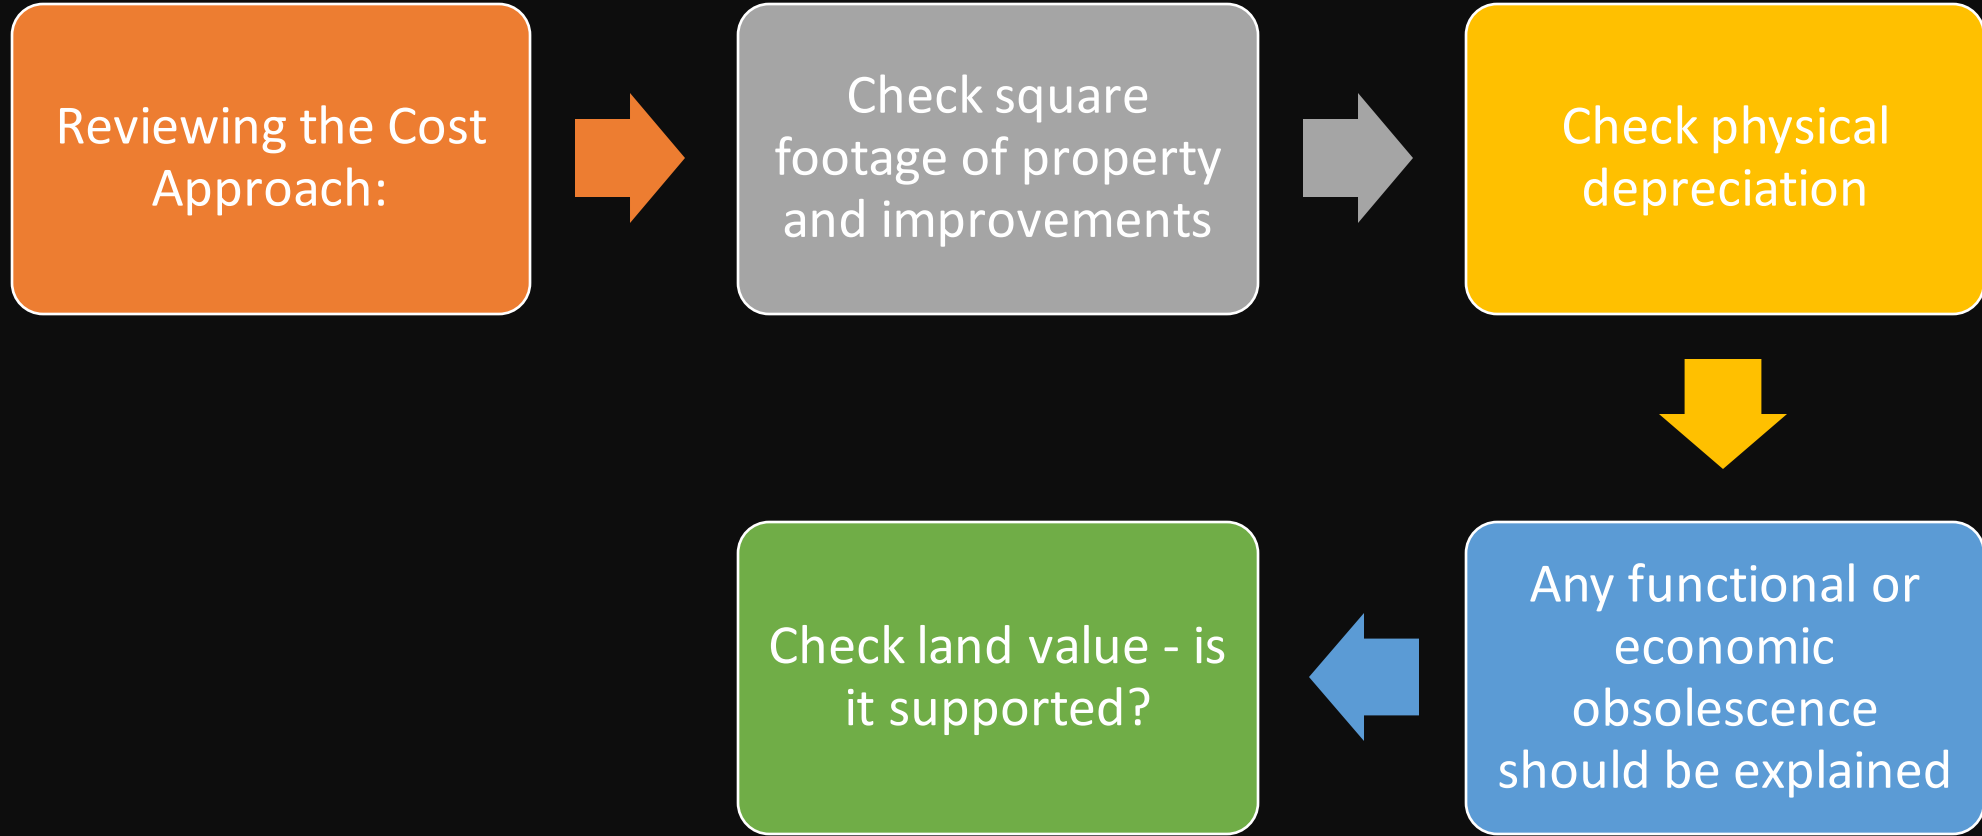 Reviewing the Cost
Approach:
Check square
footage of property
and improvements
Check physical
depreciation
Any functional or
economic
obsolescence
should be explained
Check land value - is
it supported?